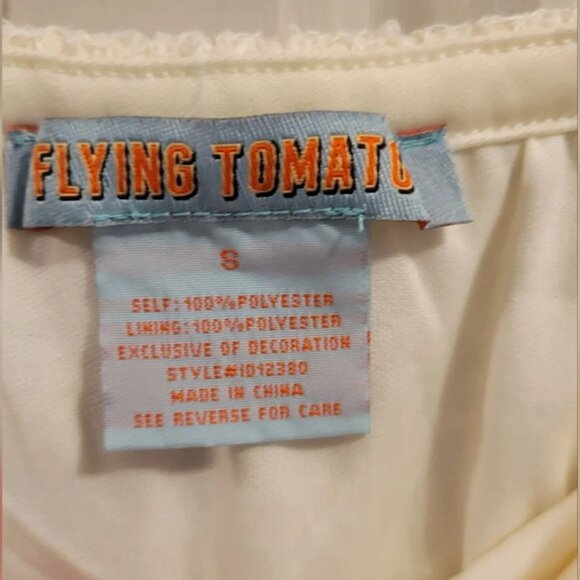 FLYING TOMATO
S
SELF: 100%POLYESTER
LINING: 100%POLYESTER
EXCLUSIVE OF DECORATION
STYLE#ID12380
MADE IN CHINA
SEE REVERSE FOR CARE